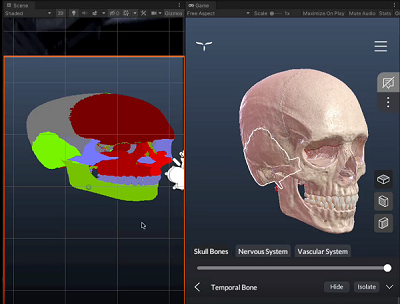 Scene
Game
Shaded
2D
Gizmos
Free Aspect
Scale
1x
Maximize On Play
Mute Audio
Stats
Skull Bones
Nervous System
Vascular System
Temporal Bone
Hide
Isolate